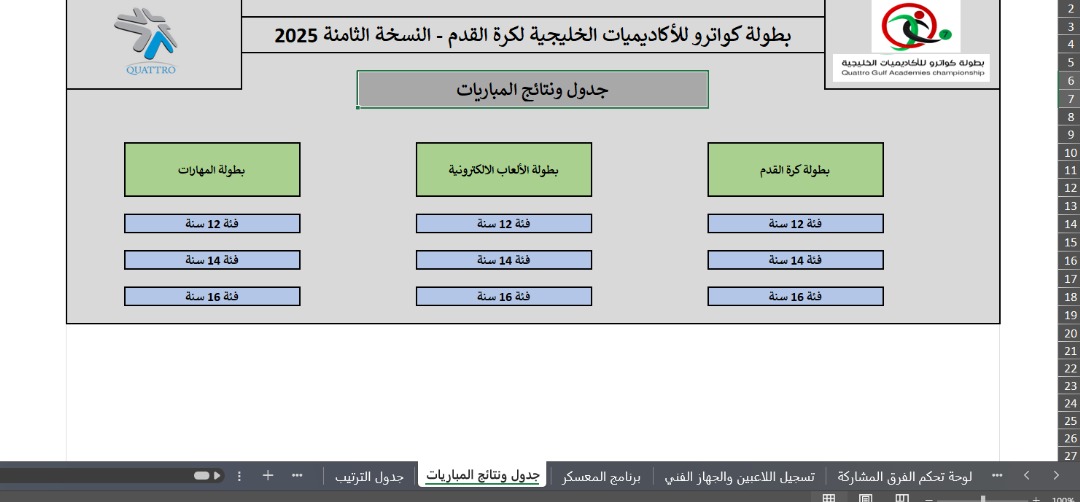 بطولة كواترو للأكاديميات الخليجية لكرة القدم - النسخة الثامنة 2025
QUATTRO
بطولة كواترو للأكاديميات الخليجية
Quattro Gulf Academies championship
جدول ونتائج المباريات
بطولة كرة القدم
بطولة الألعاب الالكترونية
بطولة المهارات
فئة 12 سنة
فئة 12 سنة
فئة 12 سنة
فئة 14 سنة
فئة 14 سنة
فئة 14 سنة
فئة 16 سنة
فئة 16 سنة
فئة 16 سنة
2
3
4
5
6
7
8
9
10
11
12
13
14
15
16
17
18
19
20
21
22
23
24
25
26
27
لوحة تحكم الفرق المشاركة
تسجيل اللاعبين والجهاز الفني
برنامج المعسكر
جدول ونتائج المباريات
جدول الترتيب
100%